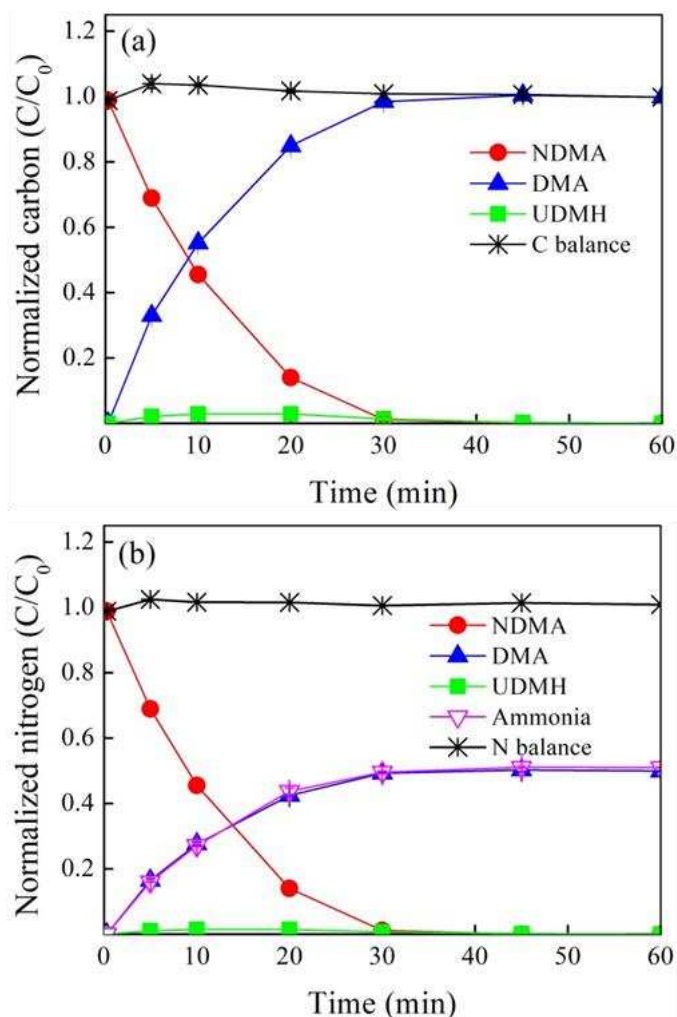 (a)
Normalized carbon (C/C₀)
1.2
1.0
0.8
0.6
0.4
0.2
NDMA
DMA
UDMH
C balance
0 10 20 30 40 50 60
Time (min)
(b)
Normalized nitrogen (C/C₀)
1.2
1.0
0.8
0.6
0.4
0.2
NDMA
DMA
UDMH
Ammonia
N balance
0 10 20 30 40 50 60
Time (min)